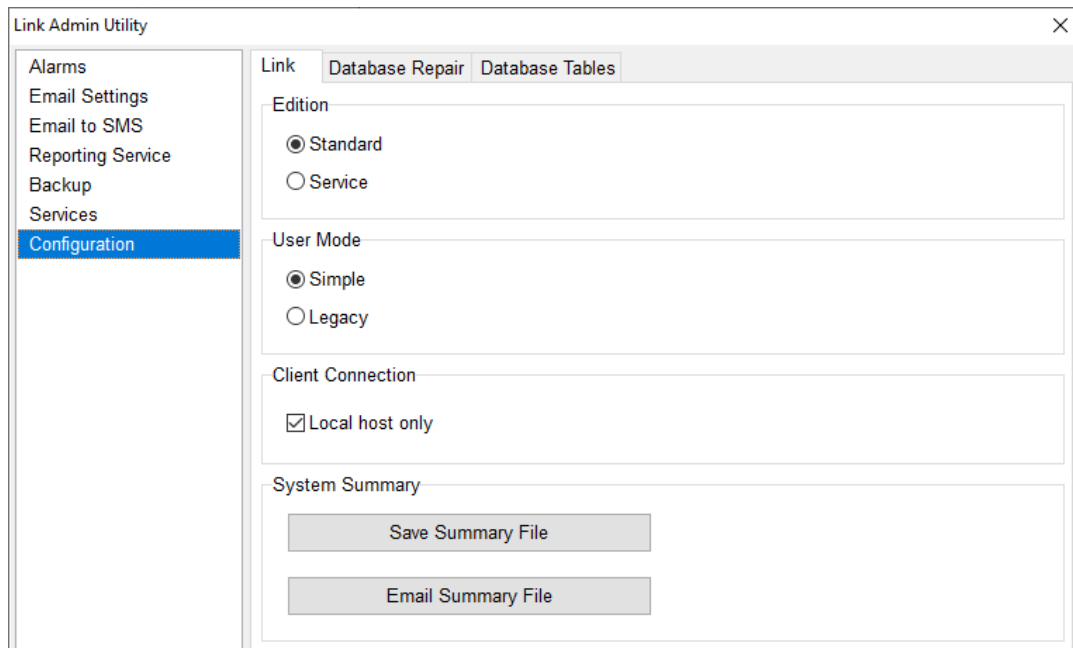 Link Admin Utility
Alarms
Email Settings
Email to SMS
Reporting Service
Backup
Services
Configuration
Link Database Repair Database Tables
Edition
Standard
Service
User Mode
Simple
Legacy
Client Connection
Local host only
System Summary
Save Summary File
Email Summary File